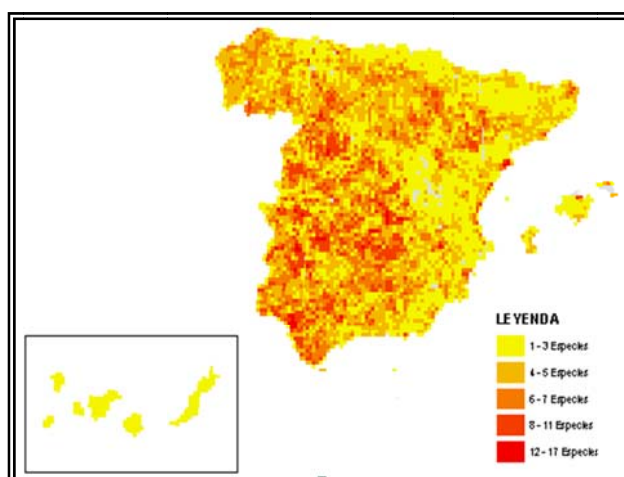 LEYENDA
1 - 3 Especies
4 - 5 Especies
6 - 7 Especies
8 - 11 Especies
12 - 17 Especies